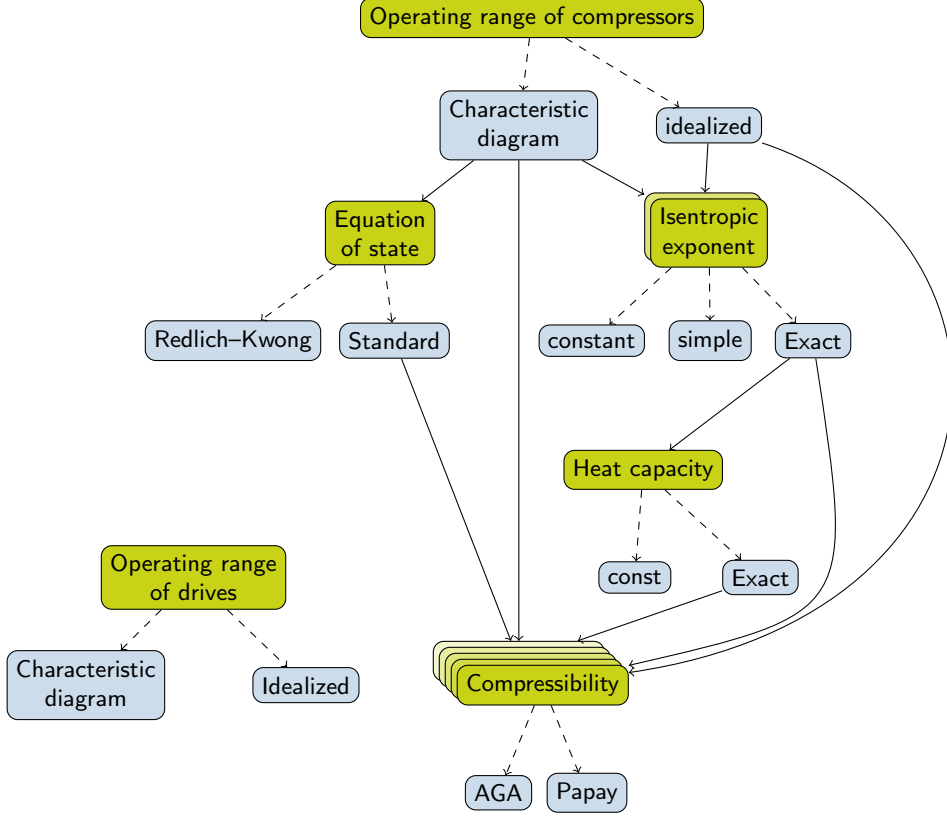 Operating range of compressors
Characteristic
diagram
idealized
Equation
of state
Isentropic
exponent
Redlich–Kwong
Standard
constant
simple
Exact
Heat capacity
Operating range
of drives
const
Exact
Characteristic
diagram
Idealized
Compressibility
AGA
Papay